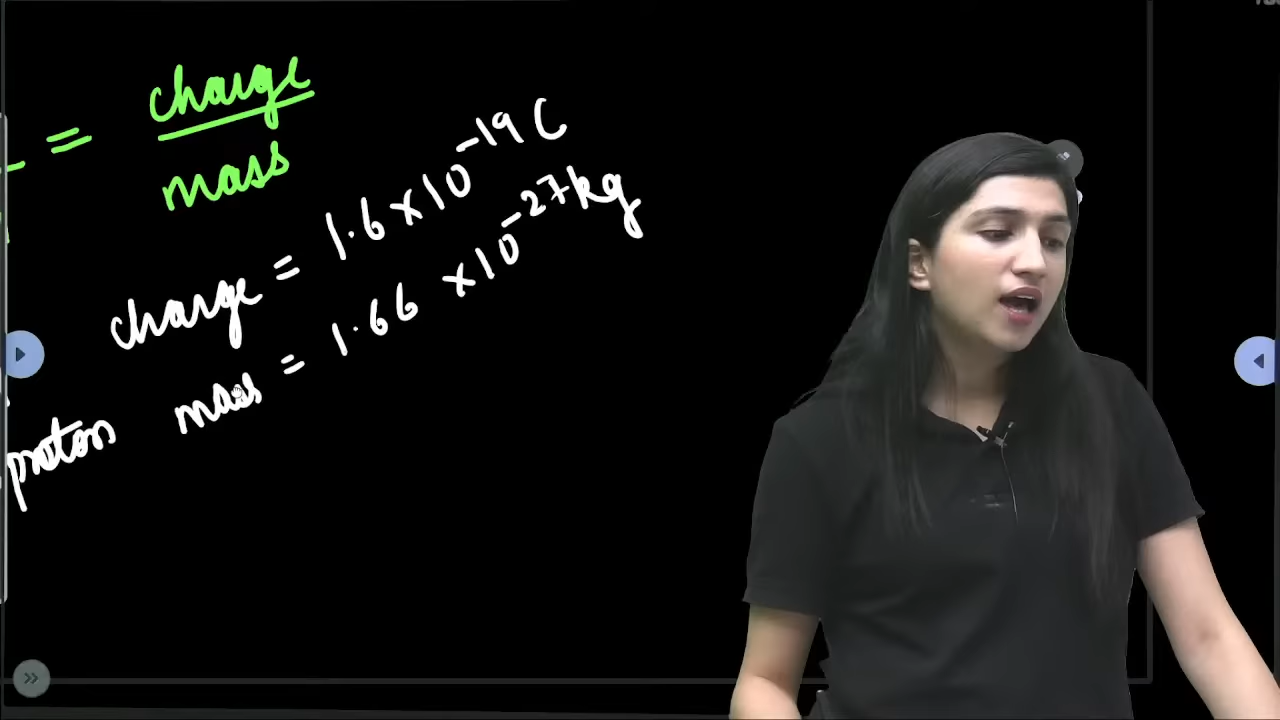 = charge
mass
charge = 1.6 × 10⁻¹⁹ C
proton mass = 1.66 × 10⁻²⁷ kg